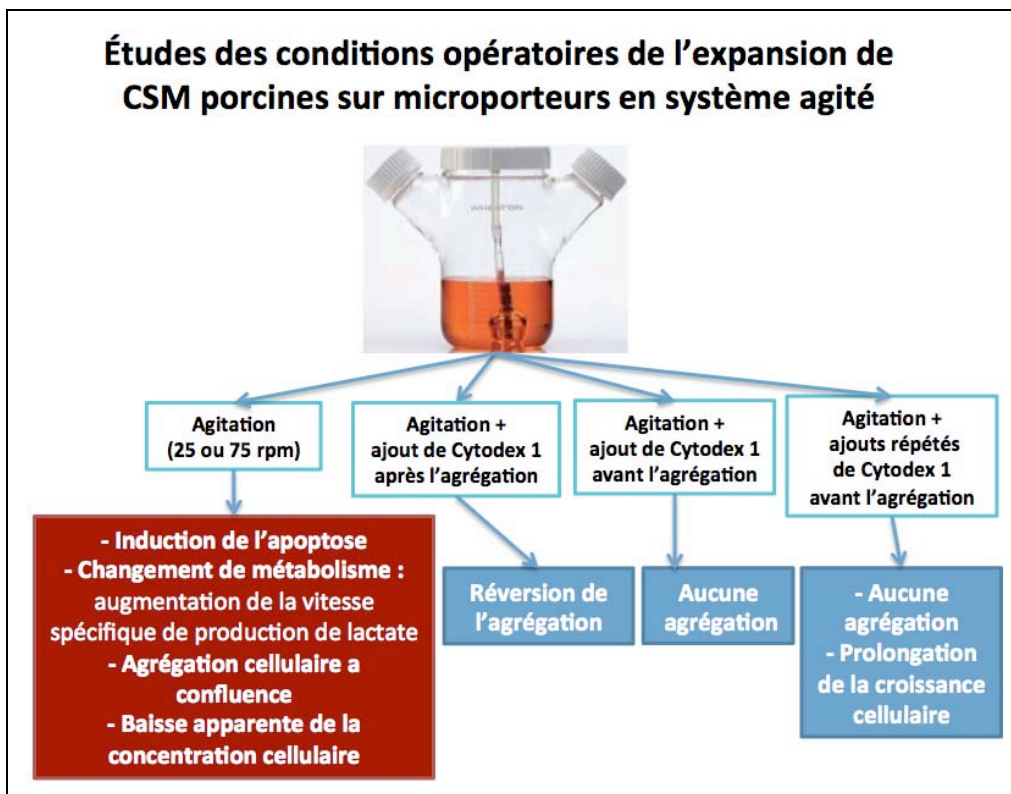 Études des conditions opératoires de l'expansion de
CSM porcines sur microporteurs en système agité
WHEATON
Agitation
(25 ou 75 rpm)
Agitation +
ajout de Cytodex 1
après l'agrégation
Agitation +
ajout de Cytodex 1
avant l'agrégation
Agitation +
ajouts répétés
de Cytodex 1
avant l'agrégation
- Induction de l'apoptose
- Changement de métabolisme :
augmentation de la vitesse
spécifique de production de lactate
- Agrégation cellulaire a
confluence
- Baisse apparente de la
concentration cellulaire
Réversion de
l'agrégation
Aucune
agrégation
- Aucune
agrégation
- Prolongation
de la croissance
cellulaire